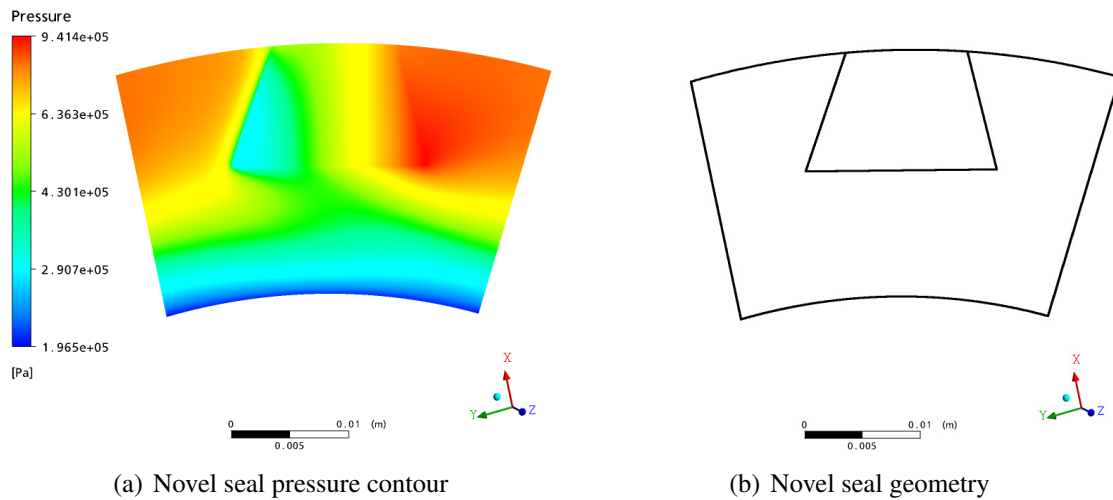 Pressure
9.414e+05
6.363e+05
4.301e+05
2.907e+05
1.965e+05
[Pa]
X
Y
Z
0 0.01 (m)
0.005
X
Y
Z
0 0.01 (m)
0.005
(a) Novel seal pressure contour
(b) Novel seal geometry